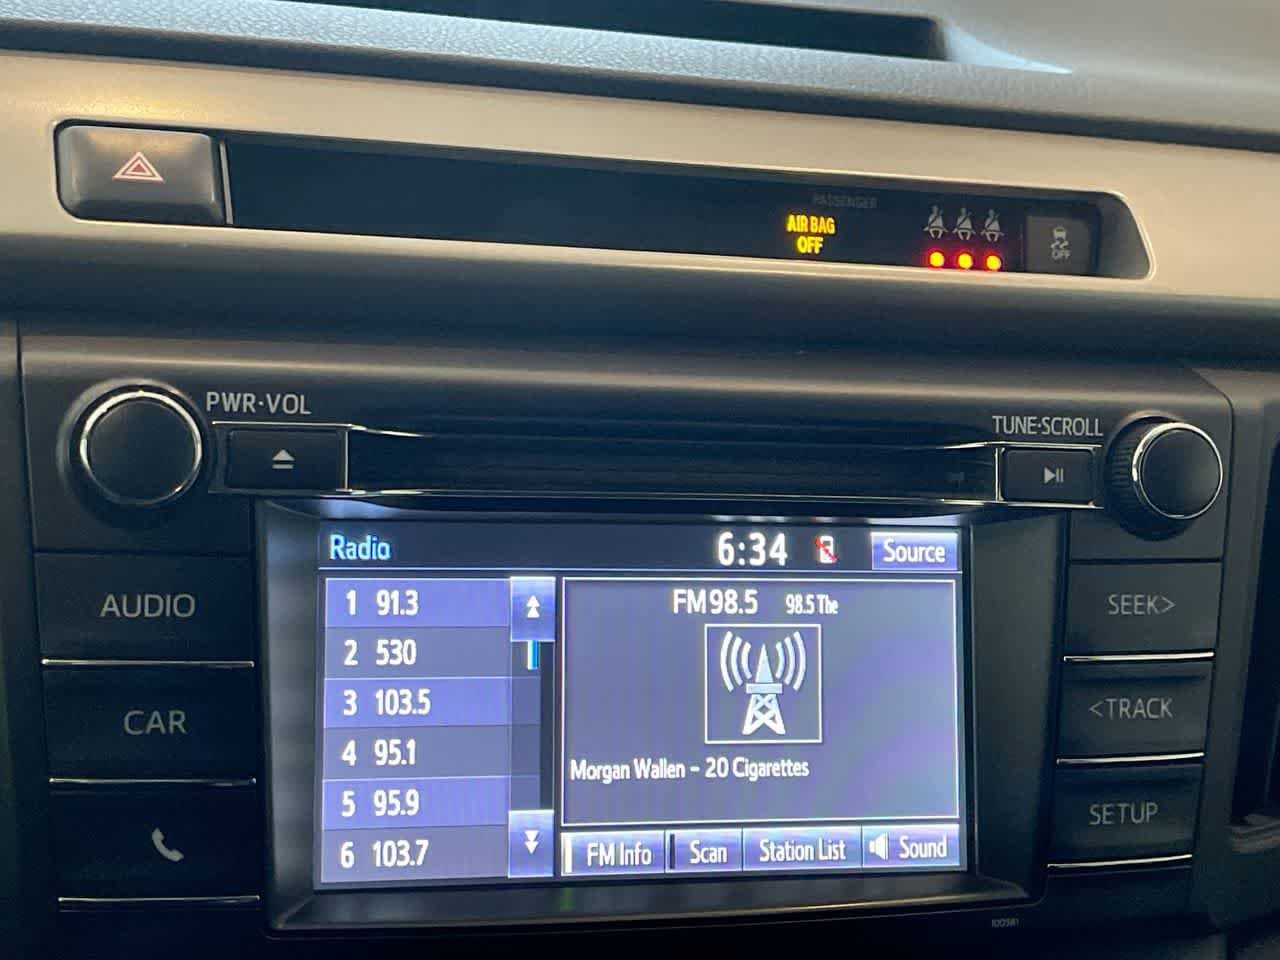 PASSENGER
AIR BAG
OFF
OFF
PWR·VOL
TUNE·SCROLL
Radio
6:34
Source
1 91.3
2 530
3 103.5
4 95.1
5 95.9
6 103.7
FM 98.5 98.5 The
Morgan Wallen - 20 Cigarettes
FM Info
Scan
Station List
Sound
AUDIO
CAR
SEEK>
<TRACK
SETUP